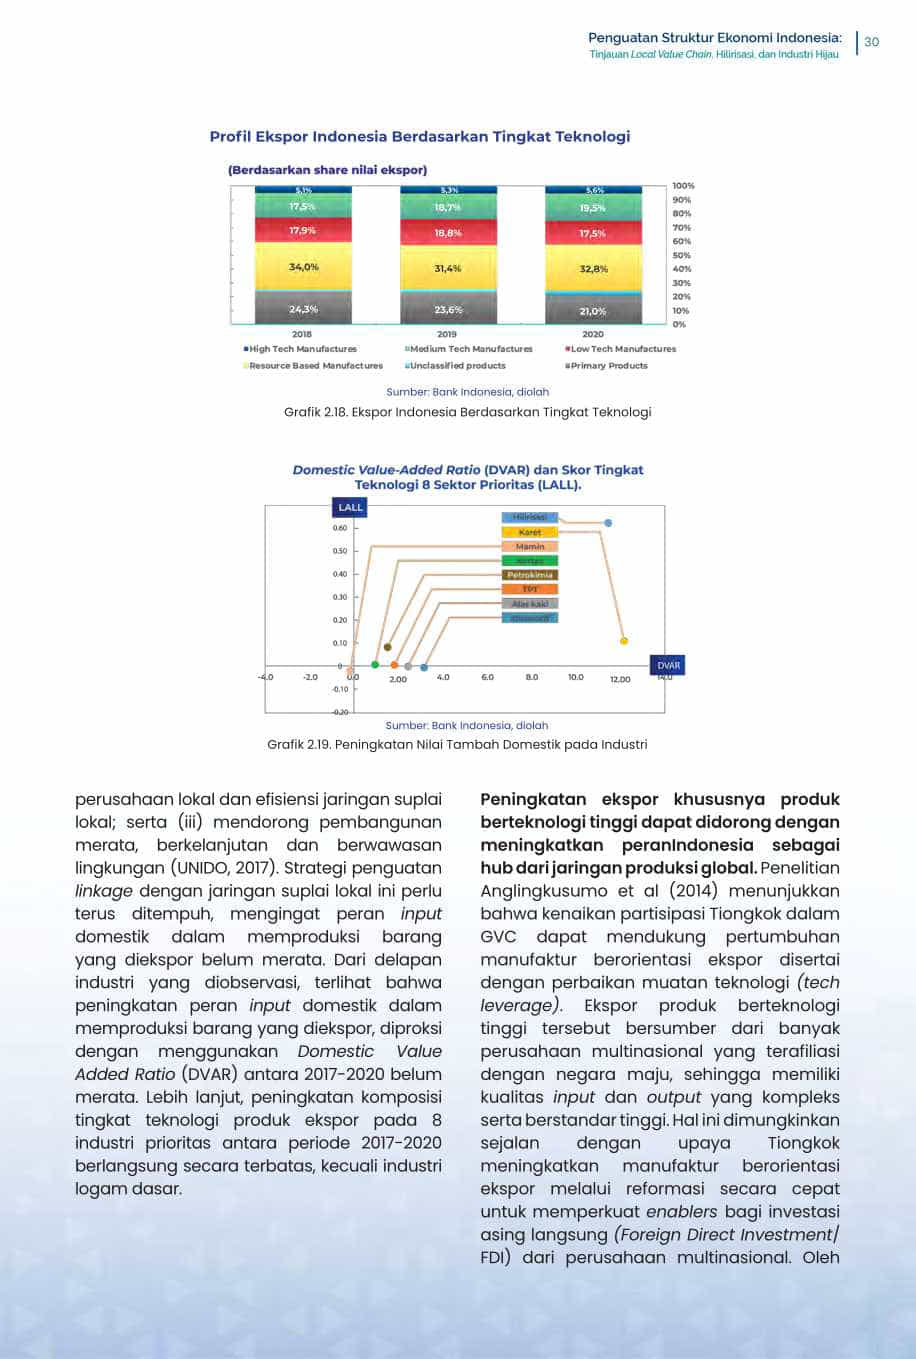 Penguatan Struktur Ekonomi Indonesia:
Tinjauan Local Value Chain, Hilirisasi, dan Industri Hijau
30
Profil Ekspor Indonesia Berdasarkan Tingkat Teknologi
(Berdasarkan share nilai ekspor)
5,1% 5,3% 5,6%
17,5% 18,7% 19,5%
17,9% 18,8% 17,5%
34,0% 31,4% 32,8%
24,3% 23,6% 21,0%
100%
90%
80%
70%
60%
50%
40%
30%
20%
10%
0%
2018 2019 2020
High Tech Manufactures Medium Tech Manufactures Low Tech Manufactures
Resource Based Manufactures Unclassified products Primary Products
Sumber: Bank Indonesia, diolah
Grafik 2.18. Ekspor Indonesia Berdasarkan Tingkat Teknologi
Domestic Value-Added Ratio (DVAR) dan Skor Tingkat
Teknologi 8 Sektor Prioritas (LALL).
LALL
Hilirisasi
Karet
Mamin
Kertas
Petrokimia
TPT
Alas kaki
Otomotif
0.60
0.50
0.40
0.30
0.20
0.10
0
-0.10
-0.20
DVAR
-4.0 -2.0 0.0 2.00 4.0 6.0 8.0 10.0 12.00 14.0
Sumber: Bank Indonesia, diolah
Grafik 2.19. Peningkatan Nilai Tambah Domestik pada Industri
perusahaan lokal dan efisiensi jaringan suplai
lokal; serta (iii) mendorong pembangunan
merata, berkelanjutan dan berwawasan
lingkungan (UNIDO, 2017). Strategi penguatan
linkage dengan jaringan suplai lokal ini perlu
terus ditempuh, mengingat peran input
domestik dalam memproduksi barang
yang diekspor belum merata. Dari delapan
industri yang diobservasi, terlihat bahwa
peningkatan peran input domestik dalam
memproduksi barang yang diekspor, diproksi
dengan menggunakan Domestic Value
Added Ratio (DVAR) antara 2017-2020 belum
merata. Lebih lanjut, peningkatan komposisi
tingkat teknologi produk ekspor pada 8
industri prioritas antara periode 2017-2020
berlangsung secara terbatas, kecuali industri
logam dasar.
Peningkatan ekspor khususnya produk
berteknologi tinggi dapat didorong dengan
meningkatkan peranIndonesia sebagai
hub dari jaringan produksi global. Penelitian
Anglingkusumo et al (2014) menunjukkan
bahwa kenaikan partisipasi Tiongkok dalam
GVC dapat mendukung pertumbuhan
manufaktur berorientasi ekspor disertai
dengan perbaikan muatan teknologi (tech
leverage). Ekspor produk berteknologi
tinggi tersebut bersumber dari banyak
perusahaan multinasional yang terafiliasi
dengan negara maju, sehingga memiliki
kualitas input dan output yang kompleks
serta berstandar tinggi. Hal ini dimungkinkan
sejalan dengan upaya Tiongkok
meningkatkan manufaktur berorientasi
ekspor melalui reformasi secara cepat
untuk memperkuat enablers bagi investasi
asing langsung (Foreign Direct Investment/
FDI) dari perusahaan multinasional. Oleh